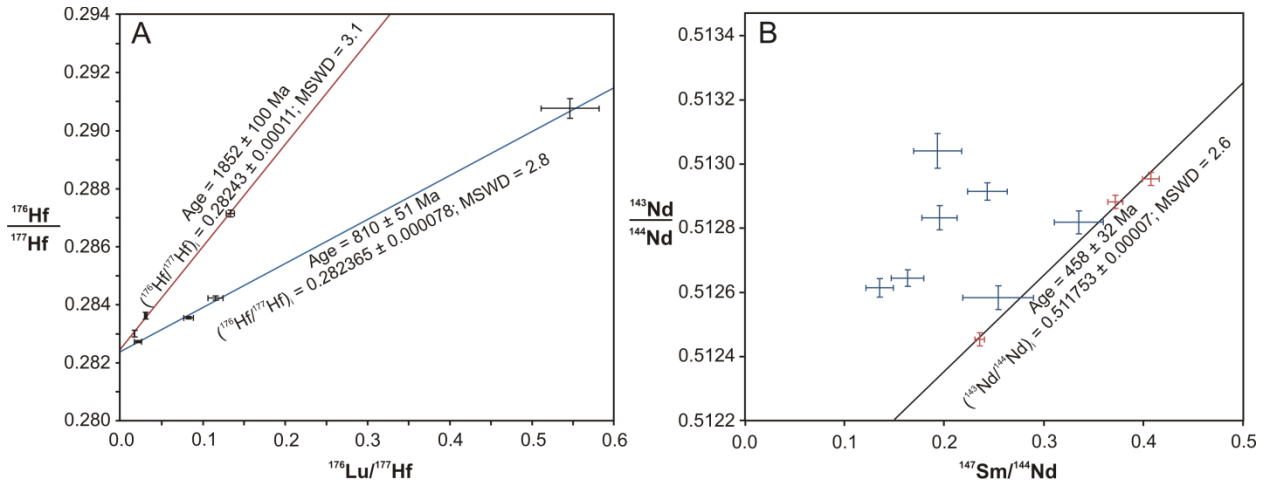 A
0.294
0.292
0.290
0.288
0.286
0.284
0.282
0.280
¹⁷⁶Hf
¹⁷⁷Hf
Age = 1852 ± 100 Ma
(¹⁷⁶Hf/¹⁷⁷Hf)ᵢ = 0.28243 ± 0.00011; MSWD = 3.1
Age = 810 ± 51 Ma
(¹⁷⁶Hf/¹⁷⁷Hf)ᵢ = 0.282365 ± 0.000078; MSWD = 2.8
0.0 0.1 0.2 0.3 0.4 0.5 0.6
¹⁷⁶Lu/¹⁷⁷Hf
B
0.5134
0.5132
0.5130
0.5128
0.5126
0.5124
0.5122
¹⁴³Nd
¹⁴⁴Nd
Age = 458 ± 32 Ma
(¹⁴³Nd/¹⁴⁴Nd)ᵢ = 0.511753 ± 0.00007; MSWD = 2.6
0.0 0.1 0.2 0.3 0.4 0.5
¹⁴⁷Sm/¹⁴⁴Nd